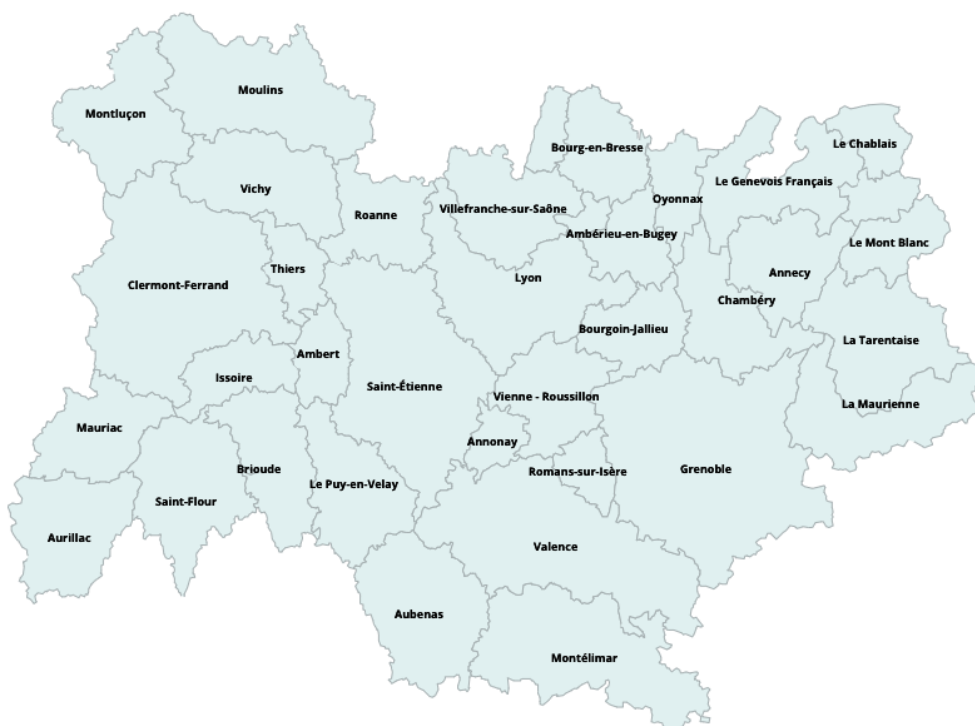 Moulins
Montluçon
Le Chablais
Bourg-en-Bresse
Le Genevois Français
Vichy
Oyonnax
Villefranche-sur-Saône
Roanne
Ambérieu-en-Bugey
Le Mont Blanc
Thiers
Annecy
Lyon
Clermont-Ferrand
Chambéry
Bourgoin-Jallieu
La Tarentaise
Ambert
Issoire
Saint-Étienne
Vienne - Roussillon
La Maurienne
Mauriac
Annonay
Brioude
Grenoble
Romans-sur-Isère
Le Puy-en-Velay
Saint-Flour
Aurillac
Valence
Aubenas
Montélimar